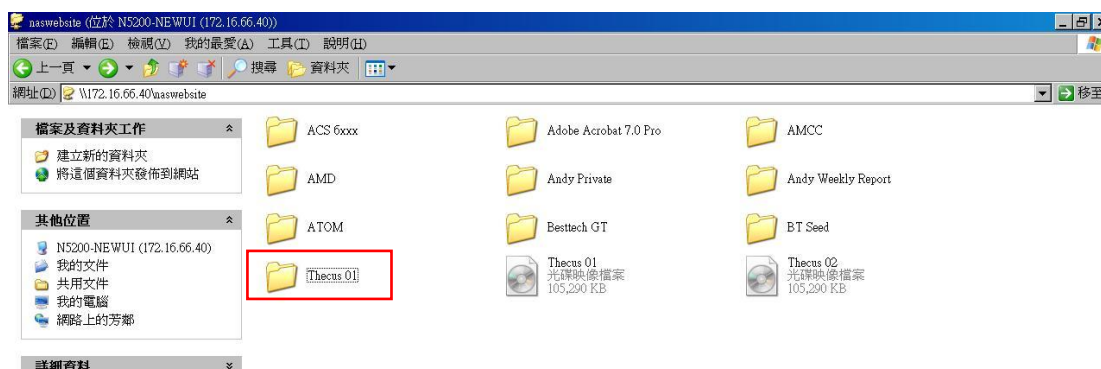 naswebsite (位於 N5200-NEWUI (172.16.66.40))
檔案(F) 編輯(E) 檢視(V) 我的最愛(A) 工具(T) 說明(H)
上一頁 搜尋 資料夾
網址(D) \\172.16.66.40\naswebsite 移至
檔案及資料夾工作
建立新的資料夾
將這個資料夾發佈到網站
其他位置
N5200-NEWUI (172.16.66.40)
我的文件
共用文件
我的電腦
網路上的芳鄰
詳細資料
ACS 6xxx
Adobe Acrobat 7.0 Pro
AMCC
AMD
Andy Private
Andy Weekly Report
ATOM
Besttech GT
BT Seed
Thecus 01
Thecus 01
光碟映像檔案
105,290 KB
Thecus 02
光碟映像檔案
105,290 KB